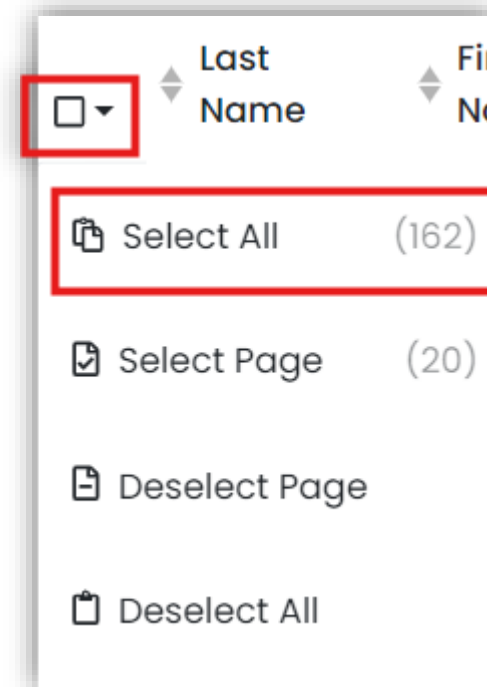 Last
Name
Select All (162)
Select Page (20)
Deselect Page
Deselect All